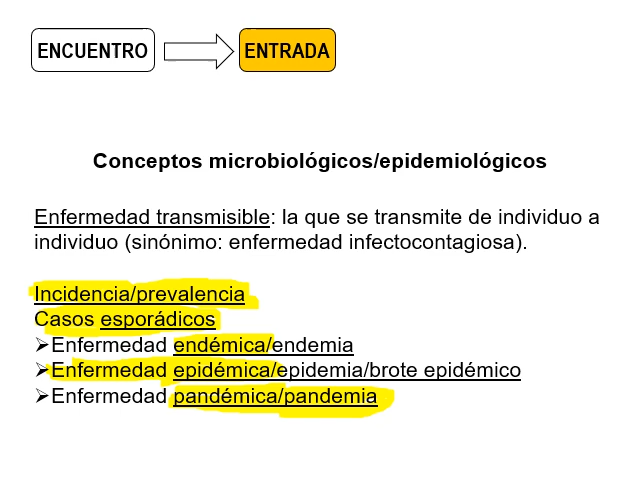 ENCUENTRO
ENTRADA
Conceptos microbiológicos/epidemiológicos
Enfermedad transmisible: la que se transmite de individuo a
individuo (sinónimo: enfermedad infectocontagiosa).
Incidencia/prevalencia
Casos esporádicos
➢Enfermedad endémica/endemia
➢Enfermedad epidémica/epidemia/brote epidémico
➢Enfermedad pandémica/pandemia